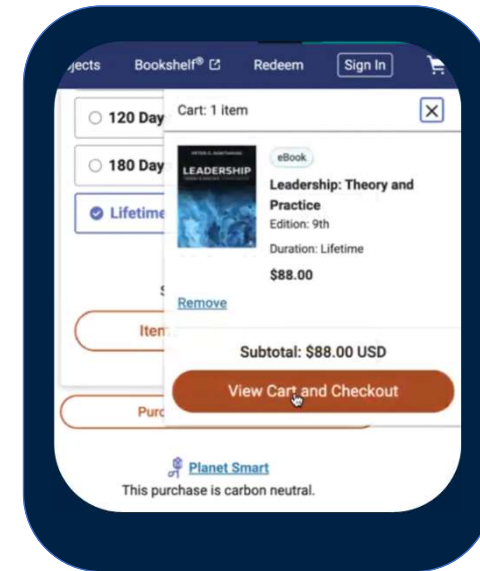 jects Bookshelf® Redeem Sign In
Cart: 1 item
120 Day
180 Day
Lifetime
eBook
LEADERSHIP
Leadership: Theory and
Practice
Edition: 9th
Duration: Lifetime
$88.00
Remove
S
Item
Subtotal: $88.00 USD
View Cart and Checkout
Purc
Planet Smart
This purchase is carbon neutral.